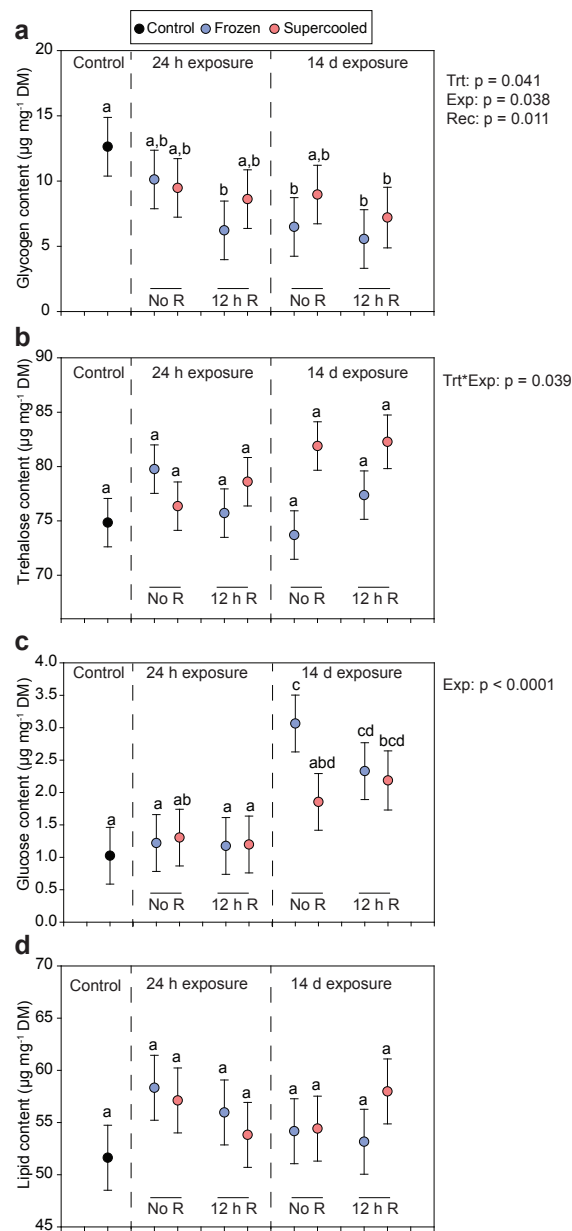 Control Frozen Supercooled
a
Control 24 h exposure 14 d exposure
Glycogen content (µg mg⁻¹ DM)
20
15
10
5
0
a a,b a,b b a,b b a,b b b
No R 12 h R No R 12 h R
Trt: p = 0.041
Exp: p = 0.038
Rec: p = 0.011
b
Control 24 h exposure 14 d exposure
Trehalose content (µg mg⁻¹ DM)
90
85
80
75
70
a a a a a a a a a
No R 12 h R No R 12 h R
Trt*Exp: p = 0.039
c
Control 24 h exposure 14 d exposure
Glucose content (µg mg⁻¹ DM)
4.0
3.5
3.0
2.5
2.0
1.5
1.0
0.5
0.0
a a ab a a c abd cd bcd
No R 12 h R No R 12 h R
Exp: p < 0.0001
d
Control 24 h exposure 14 d exposure
Lipid content (µg mg⁻¹ DM)
70
65
60
55
50
45
a a a a a a a a a
No R 12 h R No R 12 h R